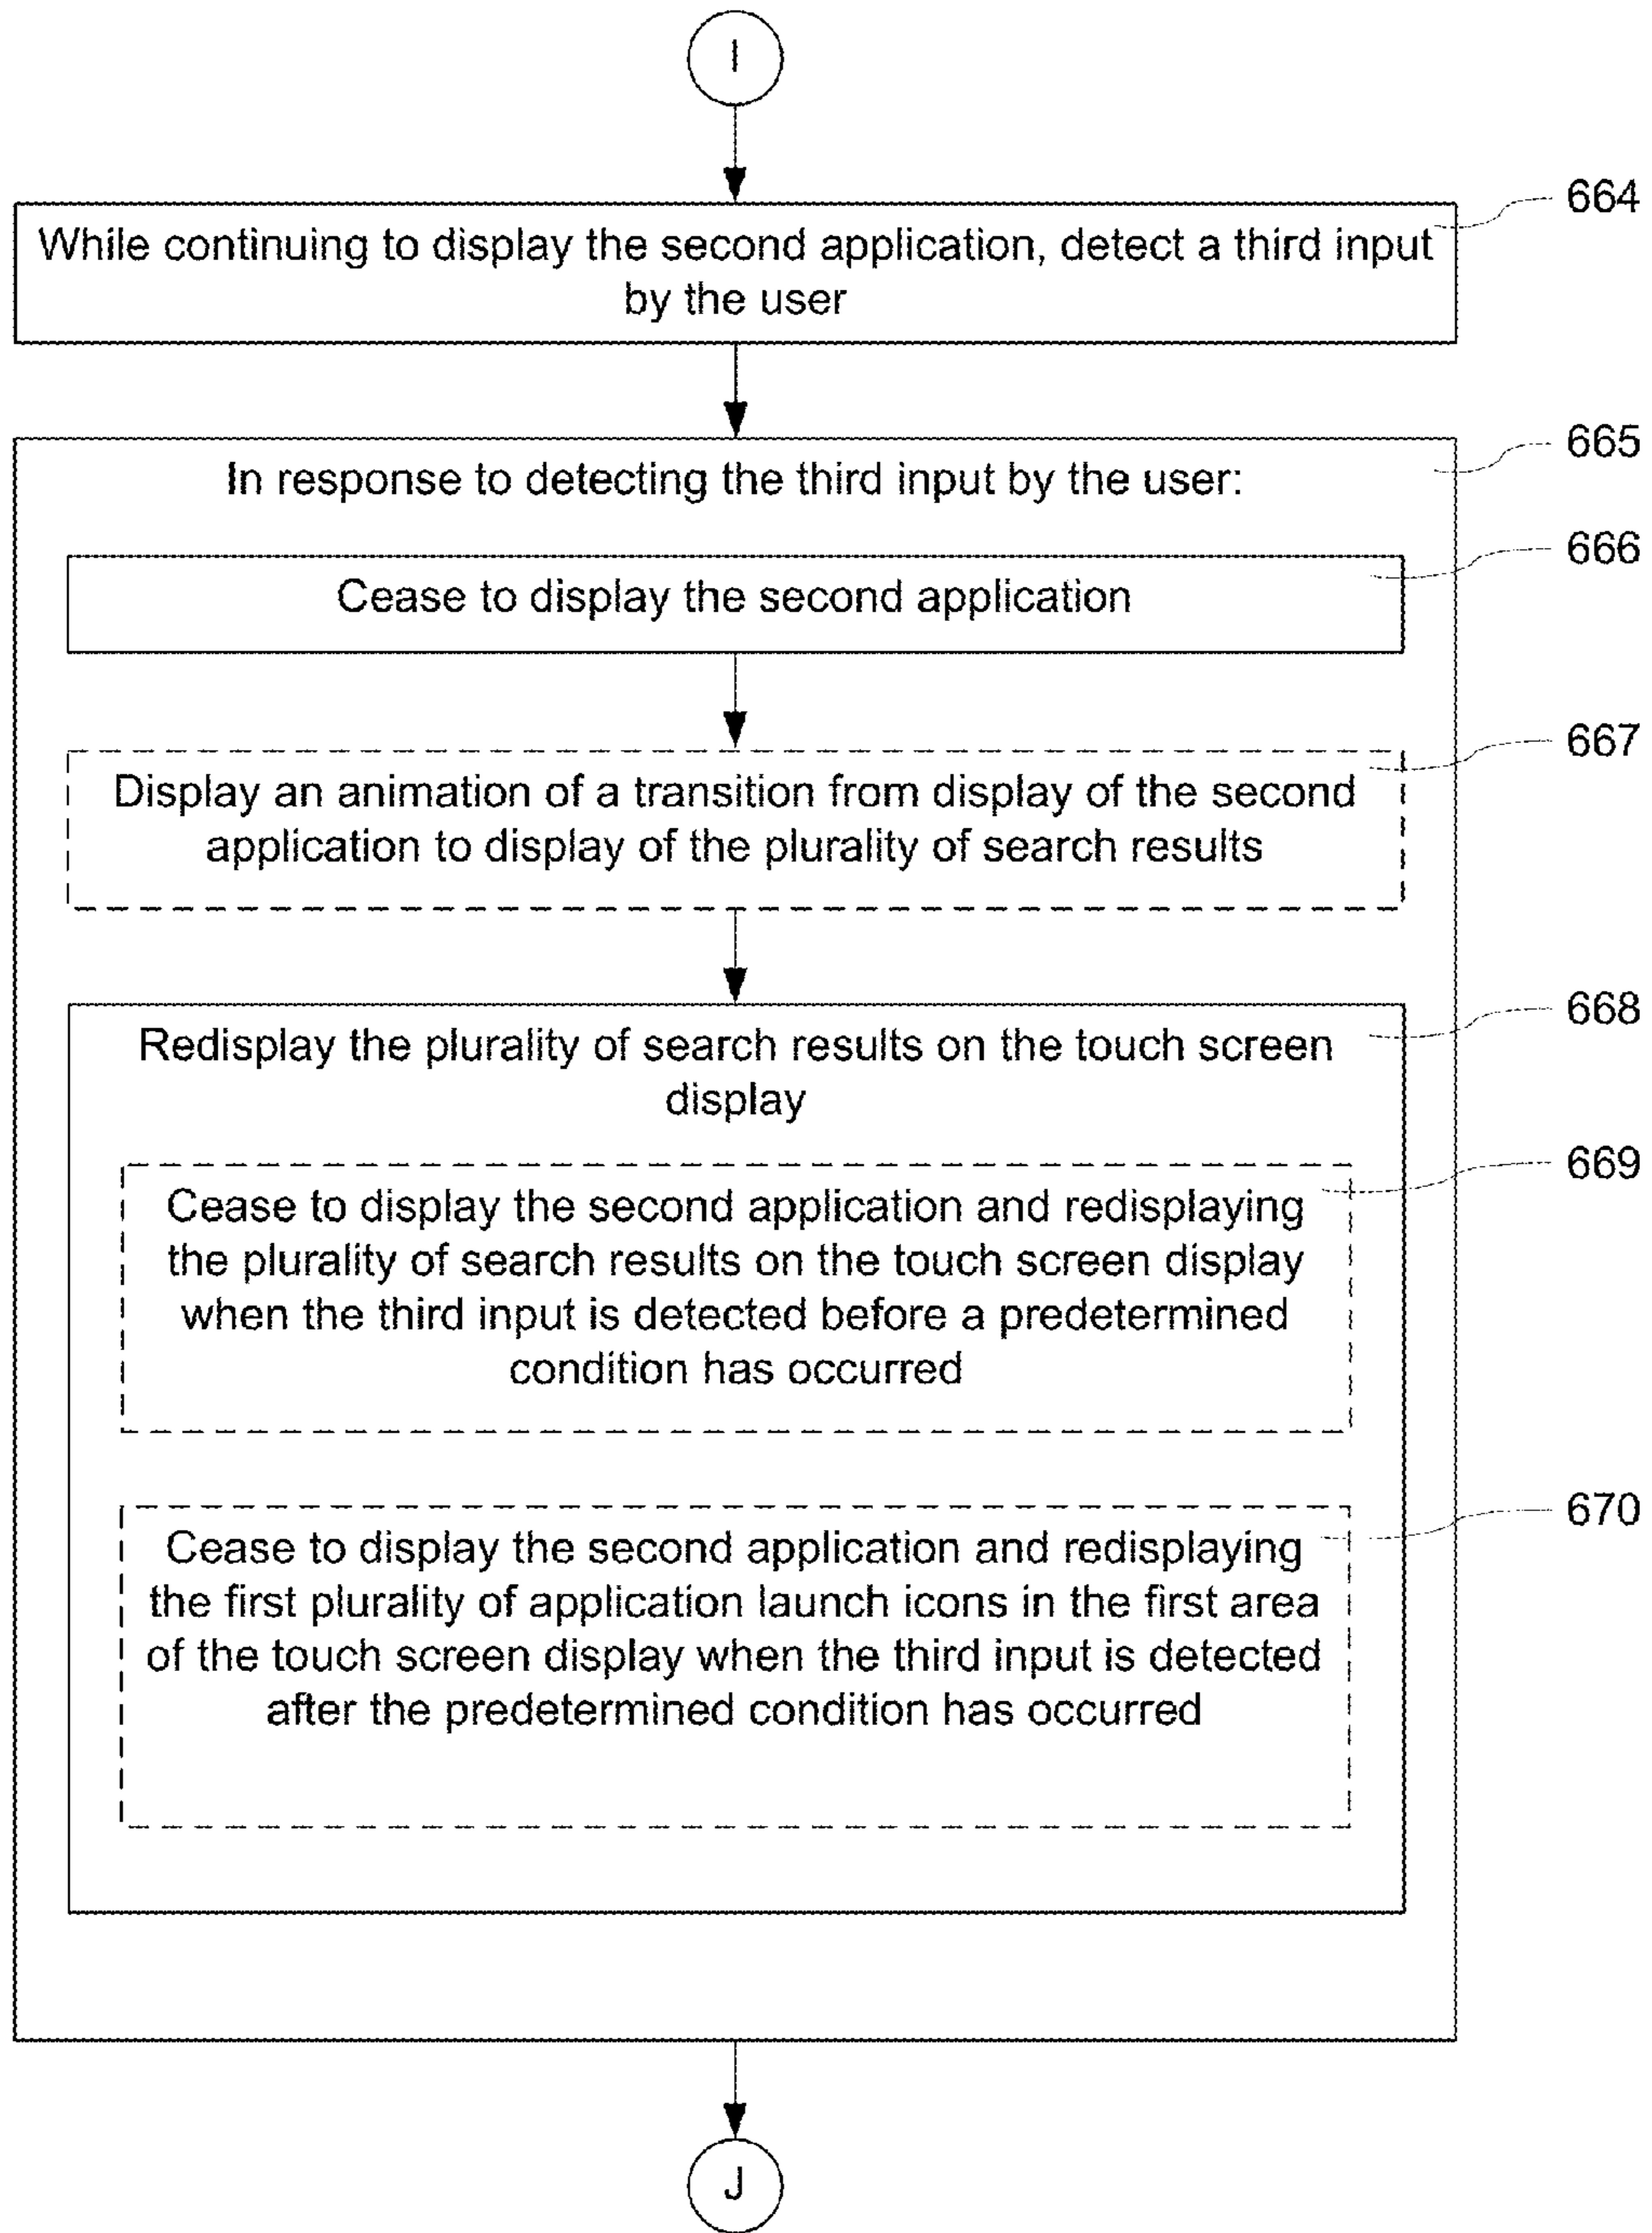 I
664
While continuing to display the second application, detect a third input
by the user
665
In response to detecting the third input by the user:
666
Cease to display the second application
667
Display an animation of a transition from display of the second
application to display of the plurality of search results
668
Redisplay the plurality of search results on the touch screen
display
669
Cease to display the second application and redisplaying
the plurality of search results on the touch screen display
when the third input is detected before a predetermined
condition has occurred
670
Cease to display the second application and redisplaying
the first plurality of application launch icons in the first area
of the touch screen display when the third input is detected
after the predetermined condition has occurred
J